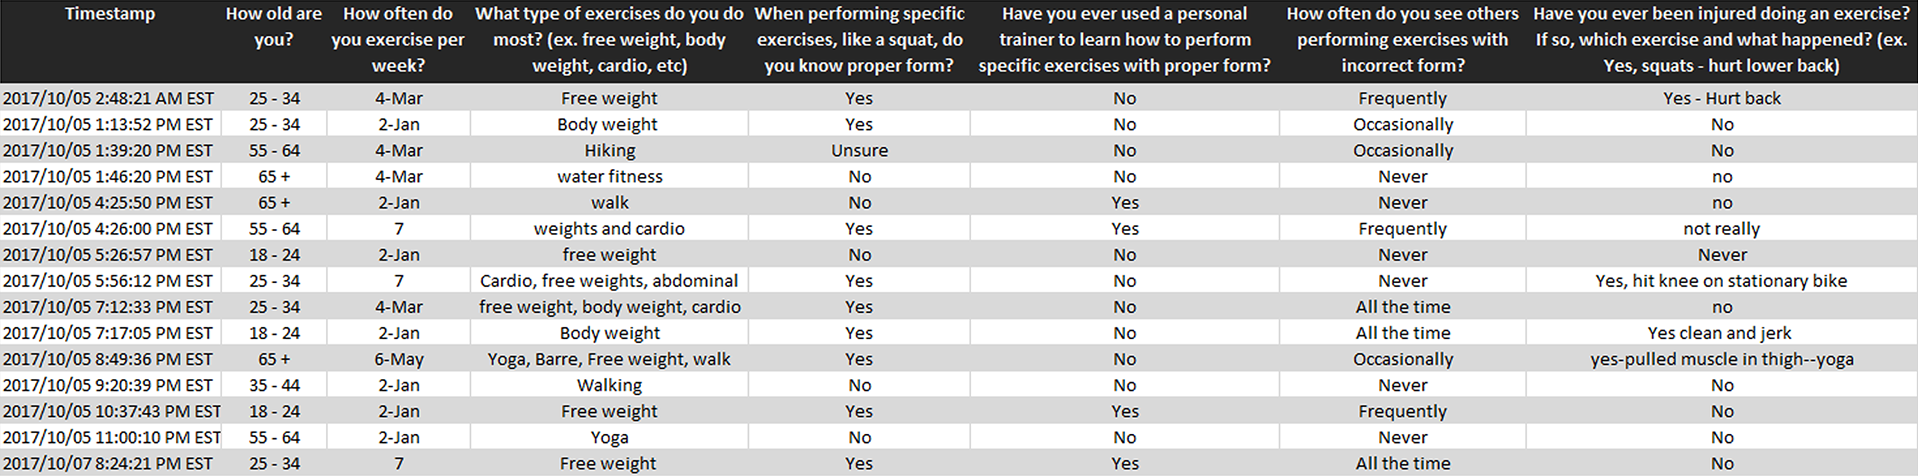 Timestamp | How old are you? | How often do you exercise per week? | What type of exercises do you do most? (ex. free weight, body weight, cardio, etc) | When performing specific exercises, like a squat, do you know proper form? | Have you ever used a personal trainer to learn how to perform specific exercises with proper form? | How often do you see others performing exercises with incorrect form? | Have you ever been injured doing an exercise? If so, which exercise and what happened? (ex. Yes, squats - hurt lower back)
2017/10/05 2:48:21 AM EST | 25 - 34 | 4-Mar | Free weight | Yes | No | Frequently | Yes - Hurt back
2017/10/05 1:13:52 PM EST | 25 - 34 | 2-Jan | Body weight | Yes | No | Occasionally | No
2017/10/05 1:39:20 PM EST | 55 - 64 | 4-Mar | Hiking | Unsure | No | Occasionally | No
2017/10/05 1:46:20 PM EST | 65 + | 4-Mar | water fitness | No | No | Never | no
2017/10/05 4:25:50 PM EST | 65 + | 2-Jan | walk | No | Yes | Never | no
2017/10/05 4:26:00 PM EST | 55 - 64 | 7 | weights and cardio | Yes | Yes | Frequently | not really
2017/10/05 5:26:57 PM EST | 18 - 24 | 2-Jan | free weight | No | No | Never | Never
2017/10/05 5:56:12 PM EST | 25 - 34 | 7 | Cardio, free weights, abdominal | Yes | No | Never | Yes, hit knee on stationary bike
2017/10/05 7:12:33 PM EST | 25 - 34 | 4-Mar | free weight, body weight, cardio | Yes | No | All the time | no
2017/10/05 7:17:05 PM EST | 18 - 24 | 2-Jan | Body weight | Yes | No | All the time | Yes clean and jerk
2017/10/05 8:49:36 PM EST | 65 + | 6-May | Yoga, Barre, Free weight, walk | Yes | No | Occasionally | yes-pulled muscle in thigh--yoga
2017/10/05 9:20:39 PM EST | 35 - 44 | 2-Jan | Walking | No | No | Never | No
2017/10/05 10:37:43 PM EST | 18 - 24 | 2-Jan | Free weight | Yes | Yes | Frequently | No
2017/10/05 11:00:10 PM EST | 55 - 64 | 2-Jan | Yoga | No | No | Never | No
2017/10/07 8:24:21 PM EST | 25 - 34 | 7 | Free weight | Yes | Yes | All the time | No